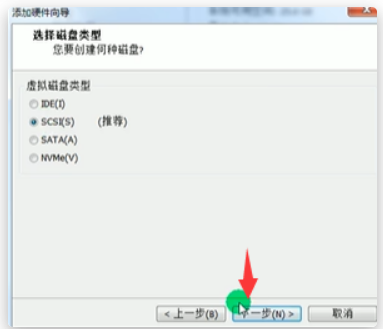 添加硬件向导
选择磁盘类型
您要创建何种磁盘?
虚拟磁盘类型
IDE(I)
SCSI(S) (推荐)
SATA(A)
NVMe(V)
< 上一步(B) 下一步(N) > 取消